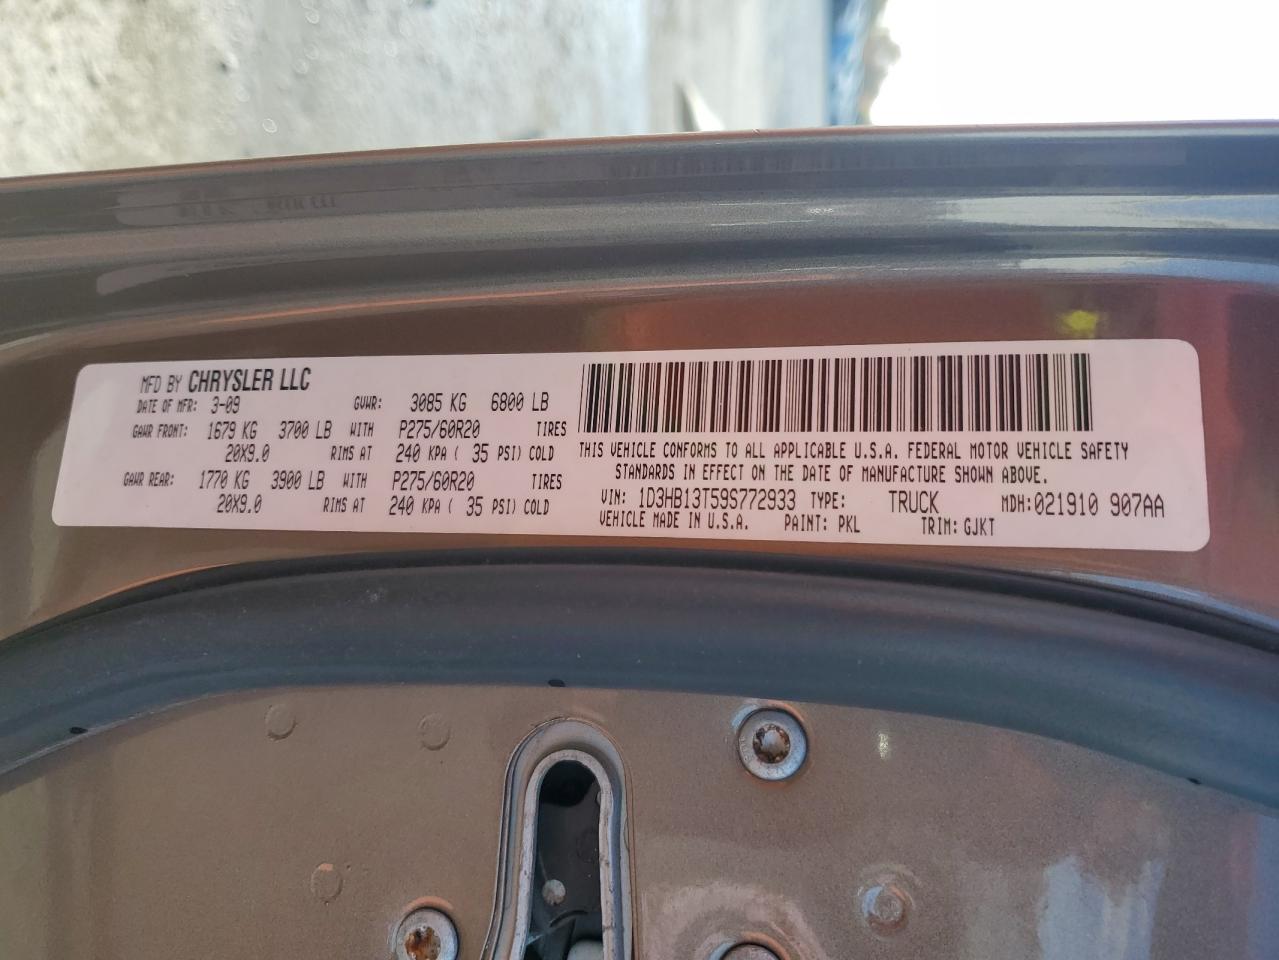 MFD BY CHRYSLER LLC
DATE OF MFR: 3-09 GVWR: 3085 KG 6800 LB
GAWR FRONT: 1679 KG 3700 LB WITH P275/60R20 TIRES
20X9.0 RIMS AT 240 KPA ( 35 PSI) COLD
GAWR REAR: 1770 KG 3900 LB WITH P275/60R20 TIRES
20X9.0 RIMS AT 240 KPA ( 35 PSI) COLD
THIS VEHICLE CONFORMS TO ALL APPLICABLE U.S.A. FEDERAL MOTOR VEHICLE SAFETY
STANDARDS IN EFFECT ON THE DATE OF MANUFACTURE SHOWN ABOVE.
VIN: 1D3HB13T59S772933 TYPE: TRUCK MDH:021910 907AA
VEHICLE MADE IN U.S.A. PAINT: PKL TRIM: GJKT